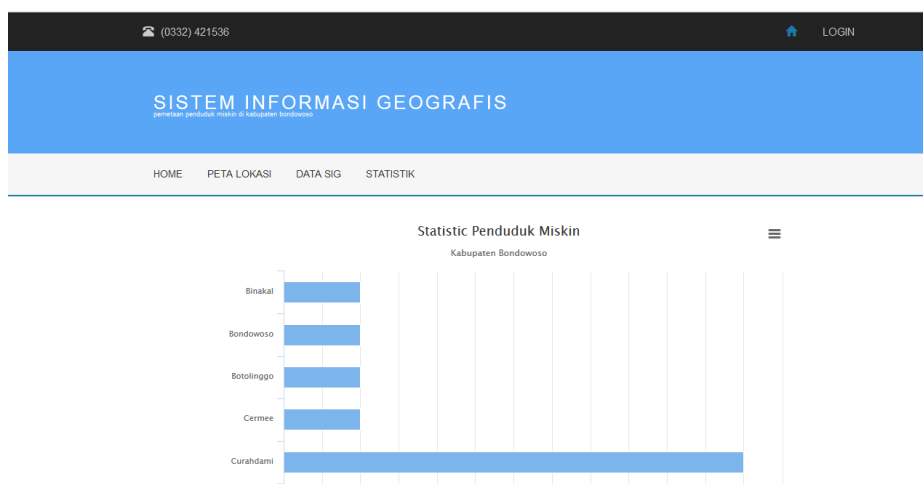 (0332) 421536
LOGIN
SISTEM INFORMASI GEOGRAFIS
pemetaan penduduk miskin di kabupaten bondowoso
HOME PETA LOKASI DATA SIG STATISTIK
Statistic Penduduk Miskin
Kabupaten Bondowoso
Binakal
Bondowoso
Botolinggo
Cermee
Curahdami